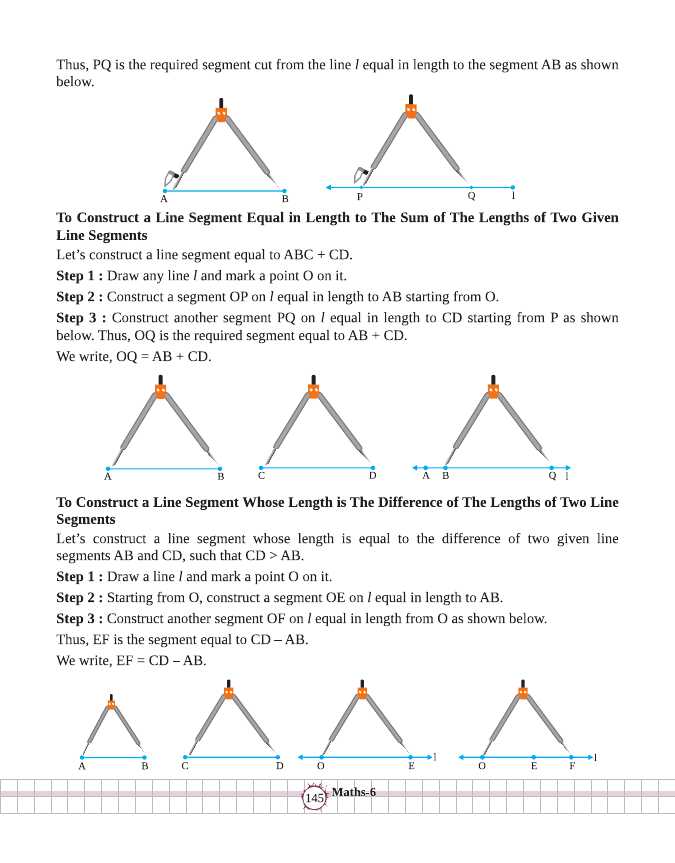 Thus, PQ is the required segment cut from the line l equal in length to the segment AB as shown
below.
A B P Q l
To Construct a Line Segment Equal in Length to The Sum of The Lengths of Two Given
Line Segments
Let’s construct a line segment equal to ABC + CD.
Step 1 : Draw any line l and mark a point O on it.
Step 2 : Construct a segment OP on l equal in length to AB starting from O.
Step 3 : Construct another segment PQ on l equal in length to CD starting from P as shown
below. Thus, OQ is the required segment equal to AB + CD.
We write, OQ = AB + CD.
A B C D A B Q l
To Construct a Line Segment Whose Length is The Difference of The Lengths of Two Line
Segments
Let’s construct a line segment whose length is equal to the difference of two given line
segments AB and CD, such that CD > AB.
Step 1 : Draw a line l and mark a point O on it.
Step 2 : Starting from O, construct a segment OE on l equal in length to AB.
Step 3 : Construct another segment OF on l equal in length from O as shown below.
Thus, EF is the segment equal to CD – AB.
We write, EF = CD – AB.
A B C D O E l O E F l
145 Maths-6